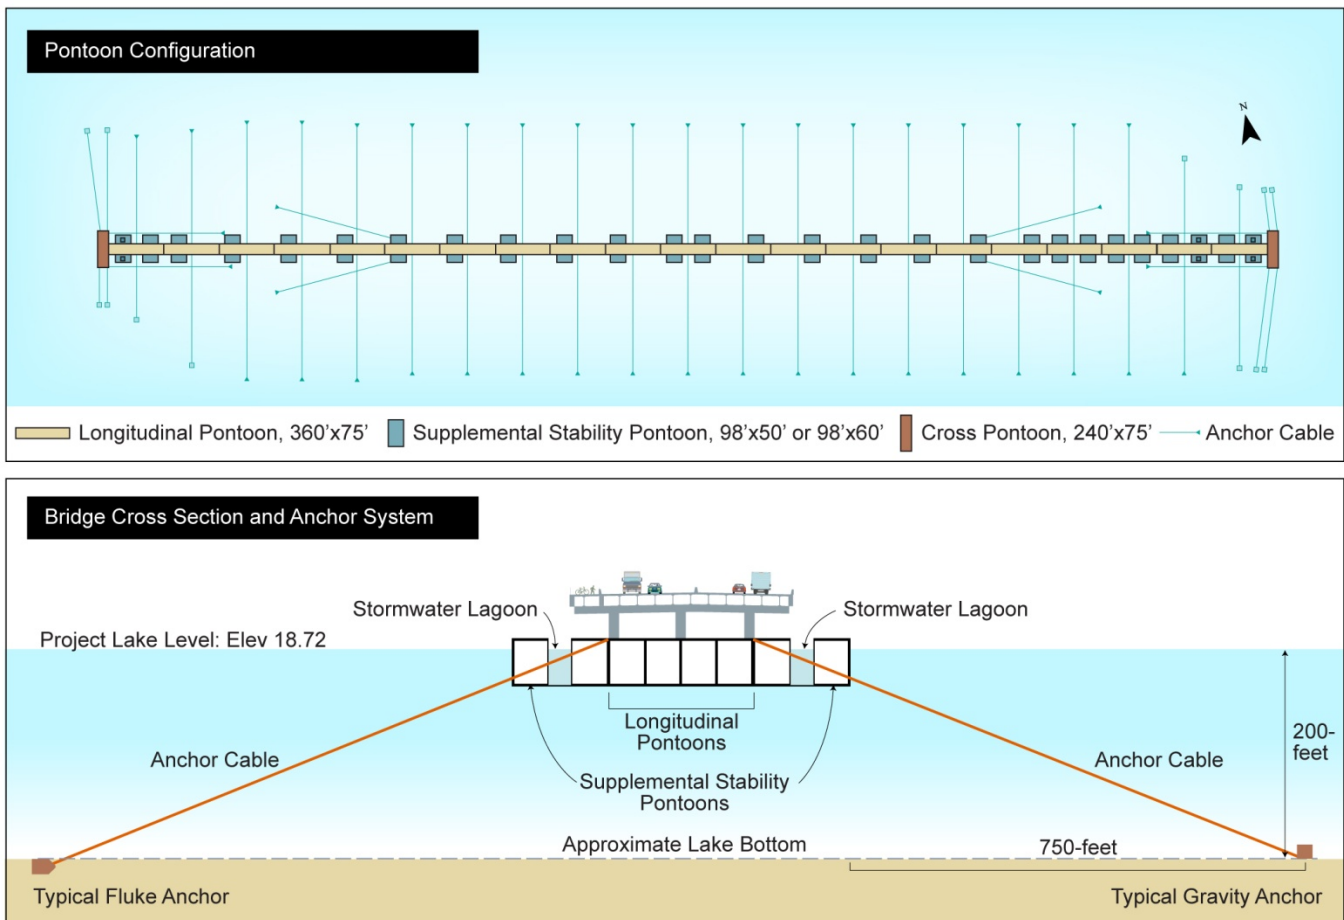 Pontoon Configuration
N
Longitudinal Pontoon, 360’x75’
Supplemental Stability Pontoon, 98’x50’ or 98’x60’
Cross Pontoon, 240’x75’
Anchor Cable
Bridge Cross Section and Anchor System
Stormwater Lagoon
Stormwater Lagoon
Project Lake Level: Elev 18.72
Longitudinal
Pontoons
200-
feet
Anchor Cable
Anchor Cable
Supplemental Stability
Pontoons
Approximate Lake Bottom
750-feet
Typical Fluke Anchor
Typical Gravity Anchor